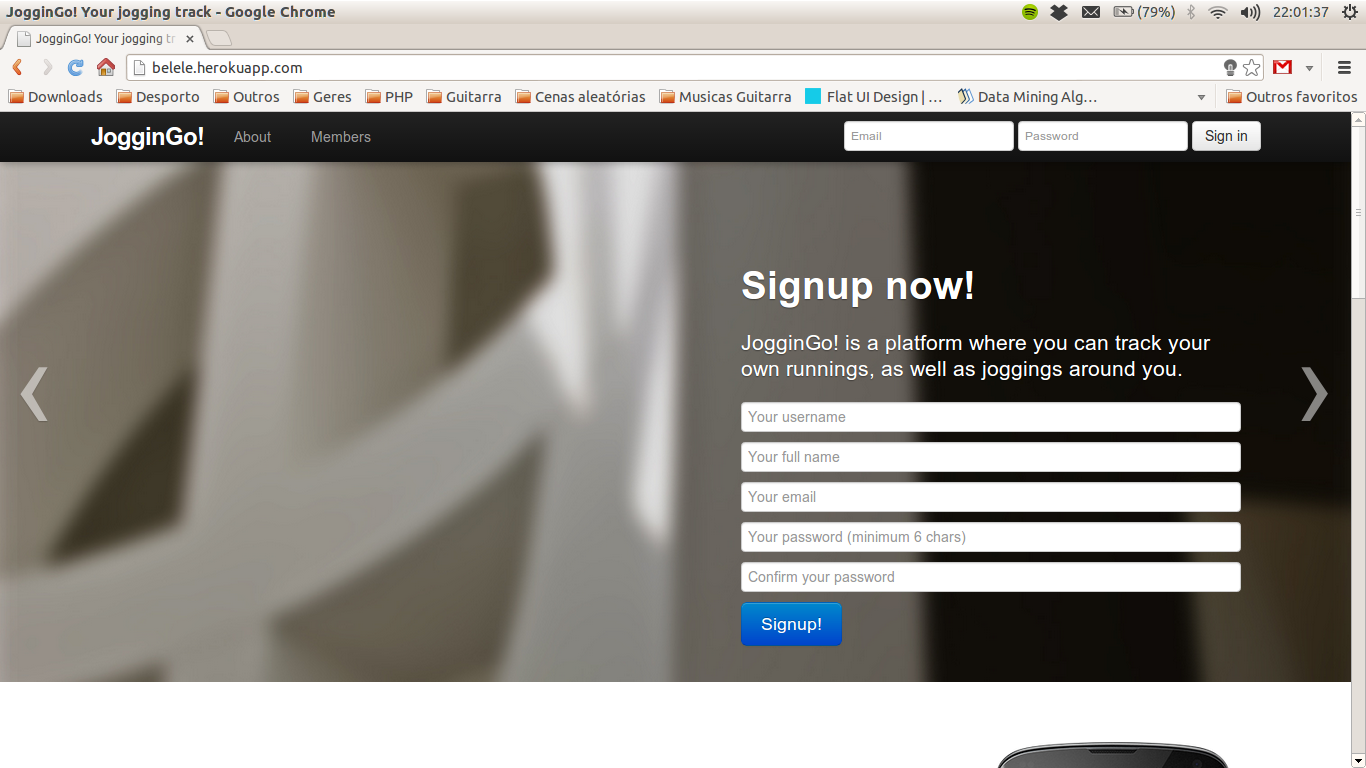 JogginGo! Your jogging track - Google Chrome
(79%)
22:01:37
JogginGo! Your jogging tr
belele.herokuapp.com
Downloads
Desporto
Outros
Geres
PHP
Guitarra
Cenas aleatórias
Musicas Guitarra
Flat UI Design | ...
Data Mining Alg...
Outros favoritos
JogginGo!
About
Members
Email
Password
Sign in
Signup now!
JogginGo! is a platform where you can track your
own runnings, as well as joggings around you.
Your username
Your full name
Your email
Your password (minimum 6 chars)
Confirm your password
Signup!